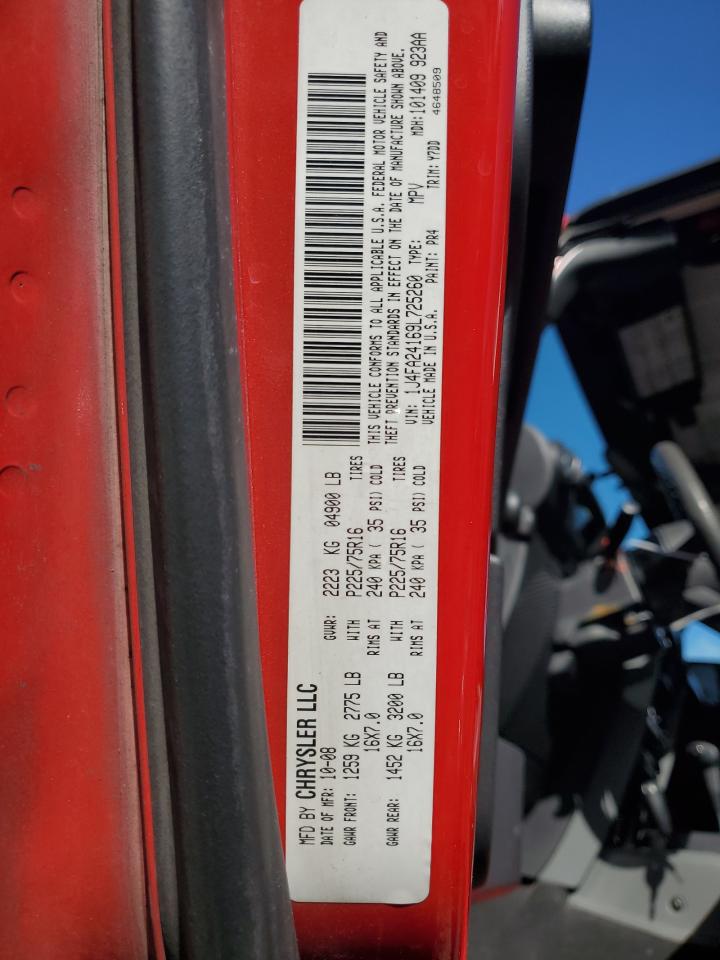 MFD BY CHRYSLER LLC
DATE OF MFR: 10-08 GVWR: 2223 KG 04900 LB
GAWR FRONT: 1259 KG 2775 LB WITH P225/75R16 TIRES
16X7.0 RIMS AT 240 KPA ( 35 PSI) COLD
GAWR REAR: 1452 KG 3200 LB WITH P225/75R16 TIRES
16X7.0 RIMS AT 240 KPA ( 35 PSI) COLD
THIS VEHICLE CONFORMS TO ALL APPLICABLE U.S.A. FEDERAL MOTOR VEHICLE SAFETY AND
THEFT PREVENTION STANDARDS IN EFFECT ON THE DATE OF MANUFACTURE SHOWN ABOVE.
VIN: 1J4FA24169L725260 TYPE: MPV MDH: 101409 923AA
VEHICLE MADE IN U.S.A. PAINT: PR4 TRIM: Y7DD
4648509